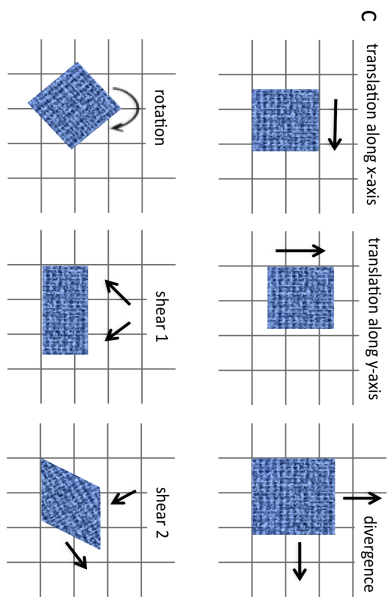 C
translation along x-axis
translation along y-axis
divergence
rotation
shear 1
shear 2